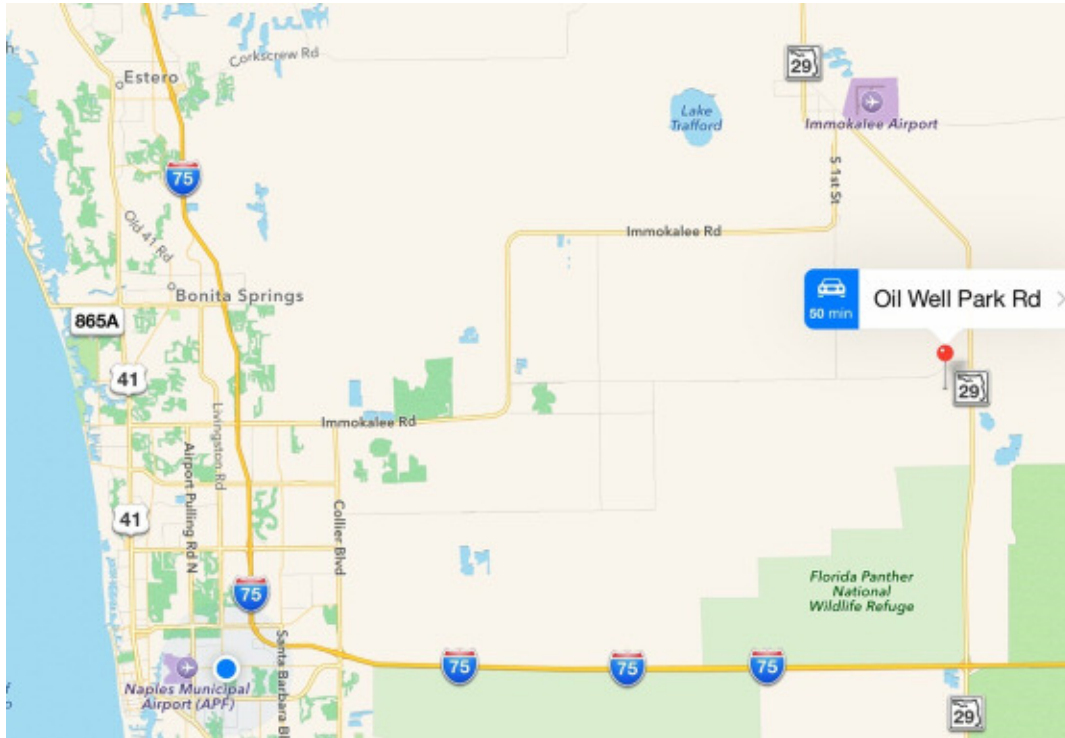 Corkscrew Rd
Estero
29
Lake
Trafford
Immokalee Airport
75
S 1st St
Old 41 Rd
Immokalee Rd
Bonita Springs
50 min
Oil Well Park Rd
865A
41
29
Immokalee Rd
Livingston Rd
Airport Pulling Rd N
41
Collier Blvd
75
Florida Panther
National
Wildlife Refuge
Santa Barbara Bl
75
75
75
Naples Municipal
Airport (APF)
29